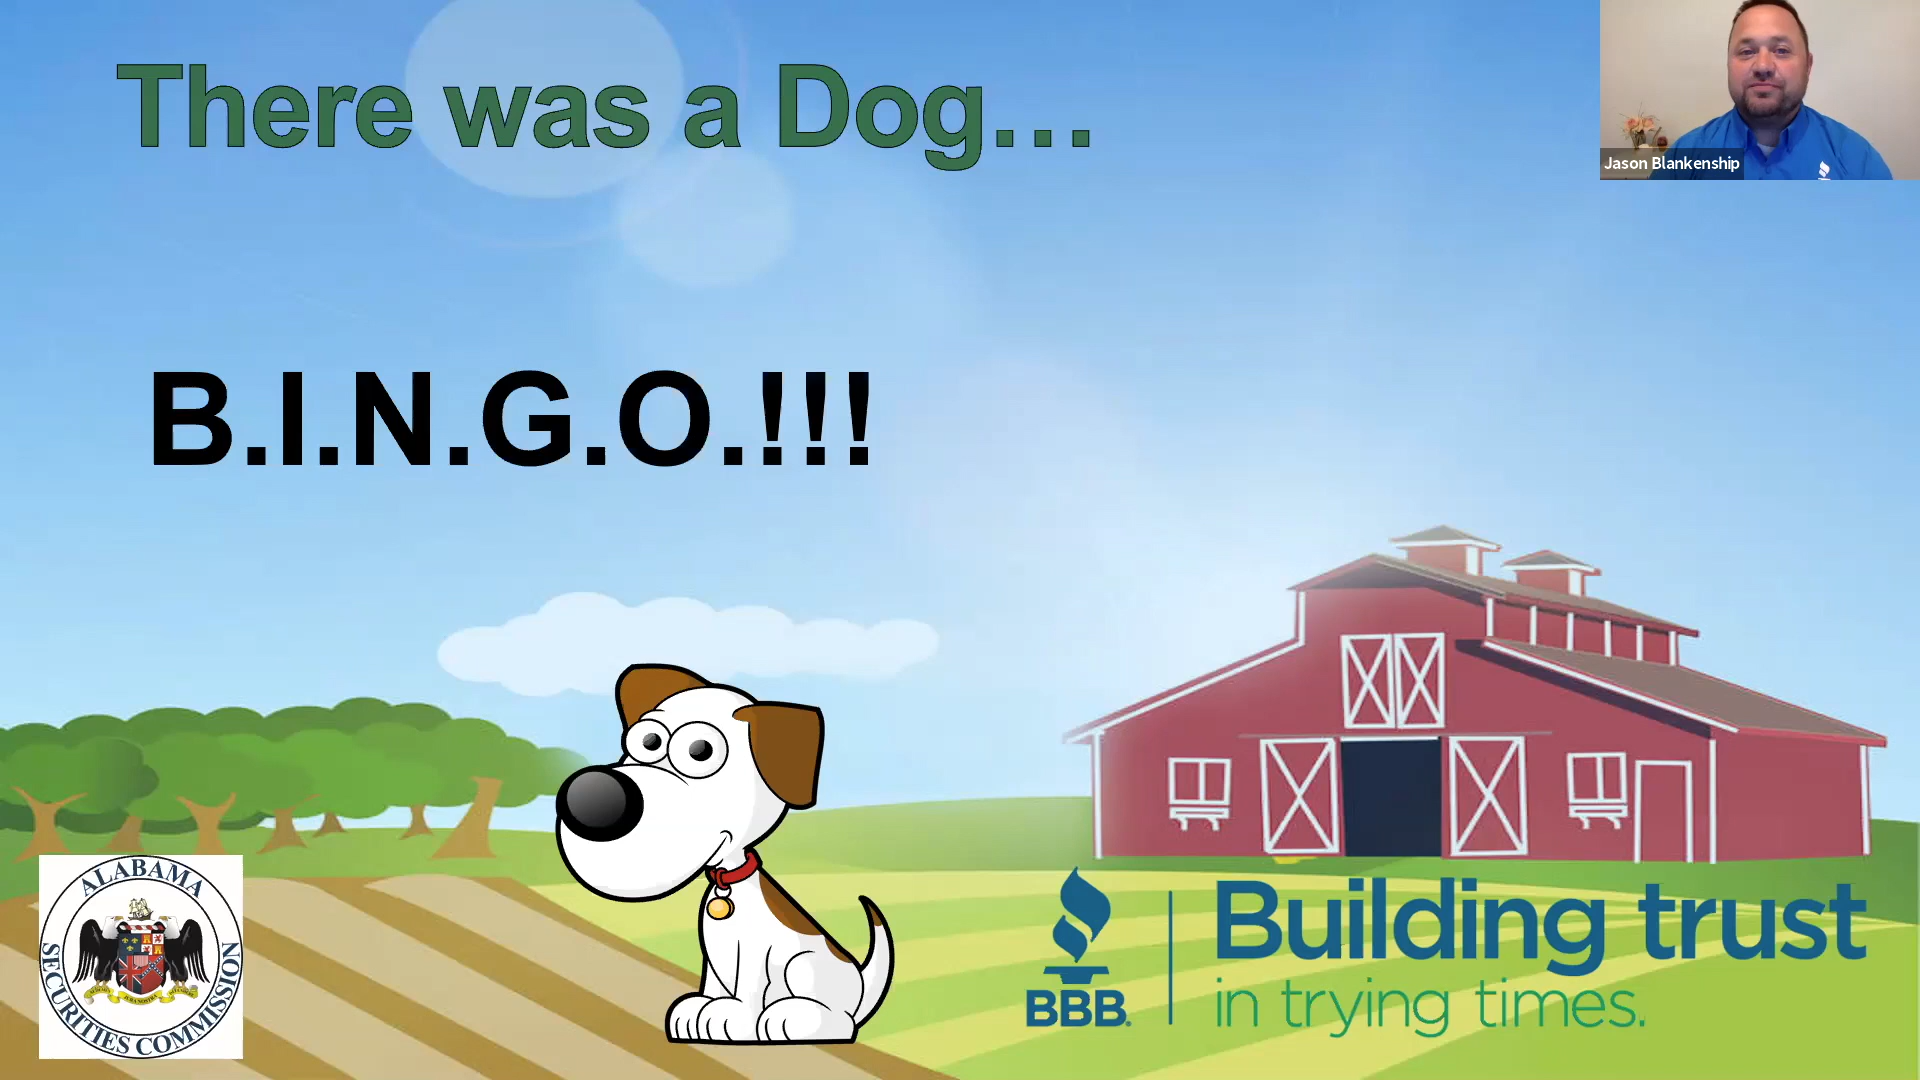 There was a Dog...
Jason Blankenship
B.I.N.G.O.!!!
ALABAMA
SECURITIES COMMISSION
BBB.
Building trust
in trying times.